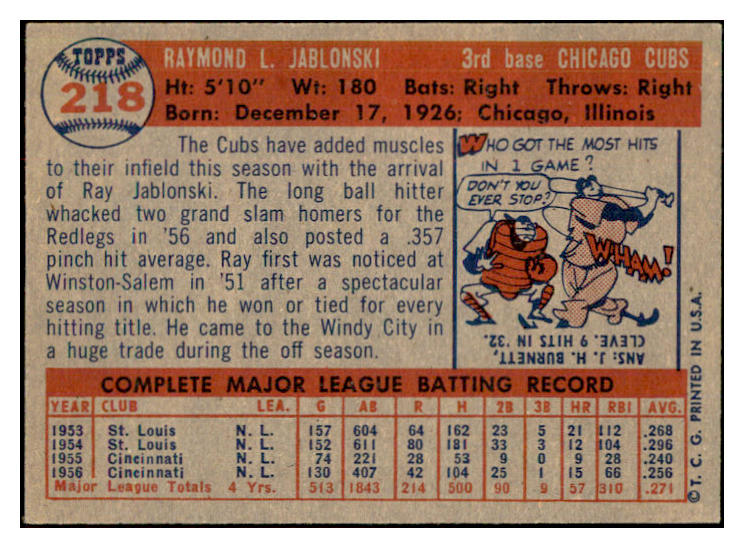 TOPPS
218
RAYMOND L. JABLONSKI 3rd base CHICAGO CUBS
Ht: 5'10" Wt: 180 Bats: Right Throws: Right
Born: December 17, 1926; Chicago, Illinois
The Cubs have added muscles
to their infield this season with the arrival
of Ray Jablonski. The long ball hitter
whacked two grand slam homers for the
Redlegs in '56 and also posted a .357
pinch hit average. Ray first was noticed at
Winston-Salem in '51 after a spectacular
season in which he won or tied for every
hitting title. He came to the Windy City in
a huge trade during the off season.
WHO GOT THE MOST HITS
IN 1 GAME?
DON'T YOU
EVER STOP?
WHAM!
ANS: J. H. BURNETT,
CLEVE. 9 HITS IN '32.
COMPLETE MAJOR LEAGUE BATTING RECORD
YEAR CLUB LEA. G AB R H 2B 3B HR RBI AVG.
1953 St. Louis N. L. 157 604 64 162 23 5 21 112 .268
1954 St. Louis N. L. 152 611 80 181 33 3 12 104 .296
1955 Cincinnati N. L. 74 221 28 53 9 0 9 28 .240
1956 Cincinnati N. L. 130 407 42 104 25 1 15 66 .256
Major League Totals 4 Yrs. 513 1843 214 500 90 9 57 310 .271
© T. C. G. PRINTED IN U.S.A.